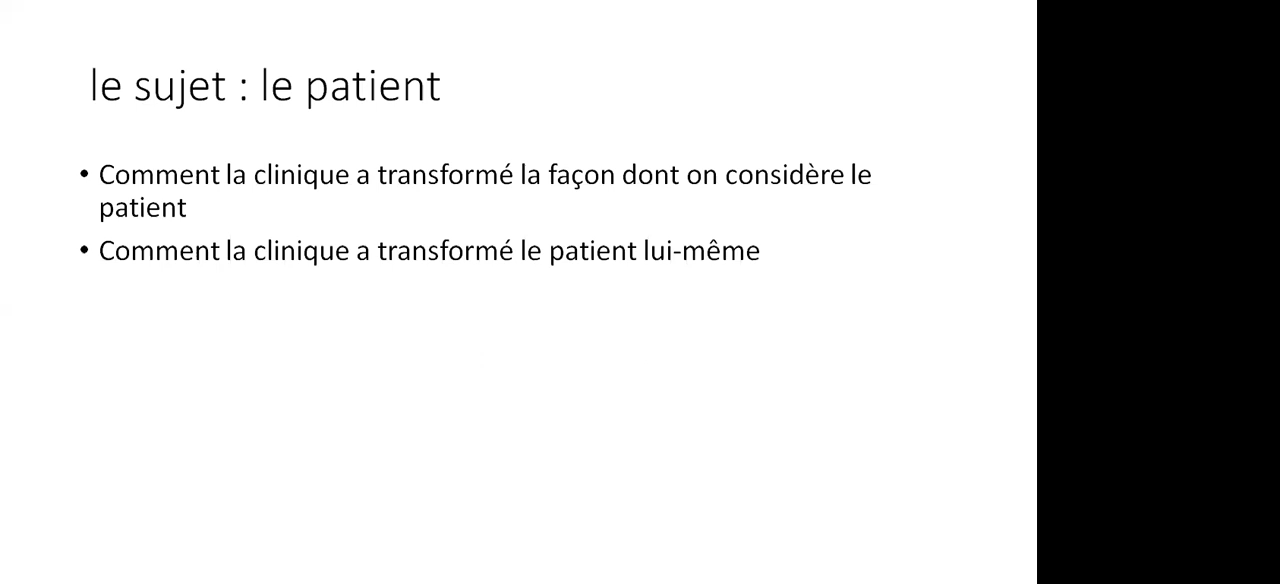 le sujet : le patient
• Comment la clinique a transformé la façon dont on considère le
patient
• Comment la clinique a transformé le patient lui-même